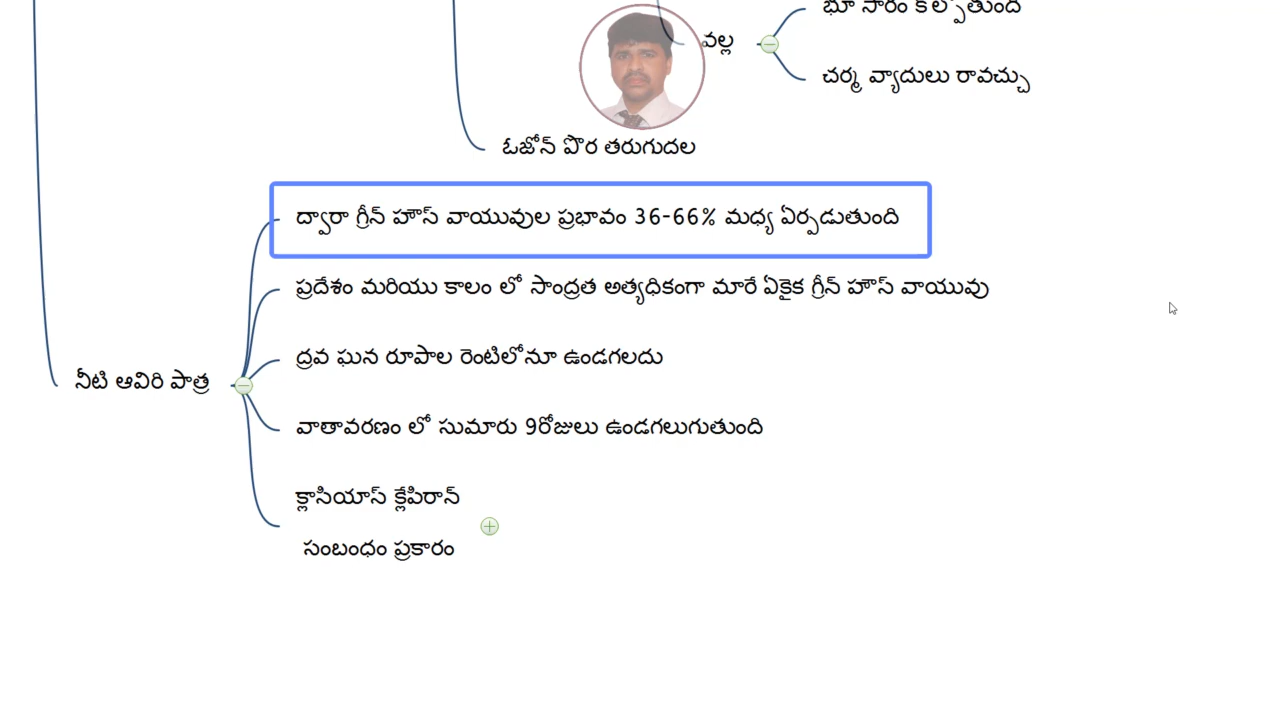 భూ సారం కోల్పోతుంది
వల్ల
చర్మ వ్యాదులు రావచ్చు
ఓజోన్ పొర తరుగుదల
ద్వారా గ్రీన్ హౌస్ వాయువుల ప్రభావం 36-66% మధ్య ఏర్పడుతుంది
ప్రదేశం మరియు కాలం లో సాంద్రత అత్యధికంగా మారే ఏకైక గ్రీన్ హౌస్ వాయువు
ద్రవ ఘన రూపాల రెంటిలోనూ ఉండగలదు
నీటి ఆవిరి పాత్ర
వాతావరణం లో సుమారు 9రోజులు ఉండగలుగుతుంది
క్లాసియాస్ క్లేపిరాన్
సంబంధం ప్రకారం